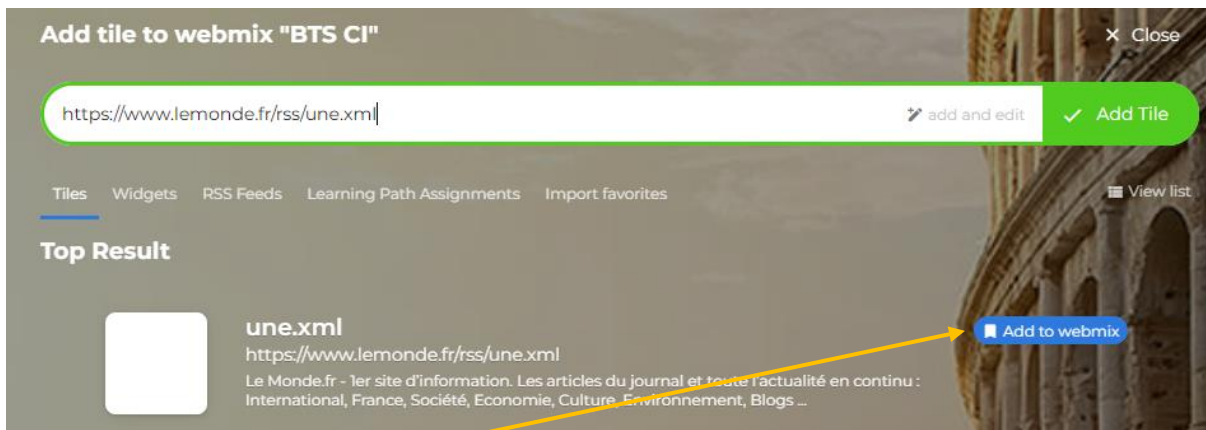 Add tile to webmix "BTS CI"
× Close
https://www.lemonde.fr/rss/une.xml
add and edit
✓ Add Tile
Tiles Widgets RSS Feeds Learning Path Assignments Import favorites
View list
Top Result
une.xml
Add to webmix
https://www.lemonde.fr/rss/une.xml
Le Monde.fr - 1er site d'information. Les articles du journal et toute l'actualité en continu :
International, France, Société, Economie, Culture, Environnement, Blogs ...